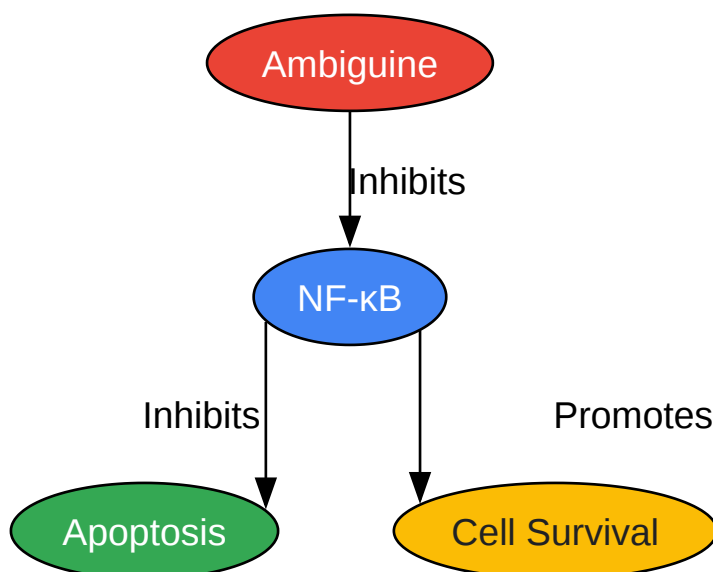 Ambiguine
Inhibits
NF-κB
Inhibits
Promotes
Apoptosis
Cell Survival